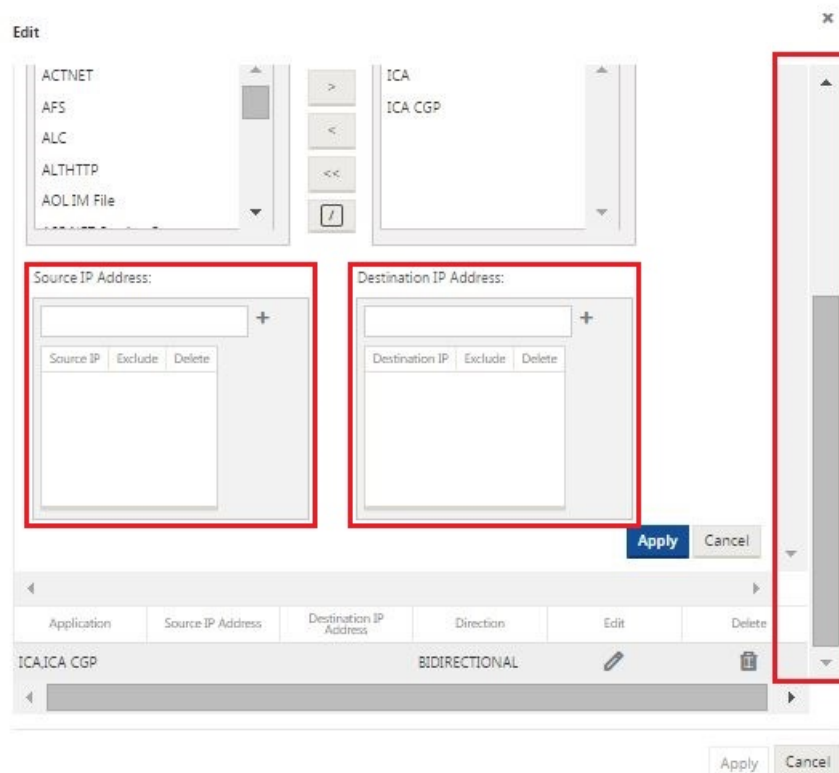 Edit
ACTNET
AFS
ALC
ALTHTTP
AOL IM File
>
<
<<
/
ICA
ICA CGP
Source IP Address:
+
Source IP Exclude Delete
Destination IP Address:
+
Destination IP Exclude Delete
Apply Cancel
Application Source IP Address Destination IP Address Direction Edit Delete
ICA,ICA CGP BIDIRECTIONAL
Apply Cancel